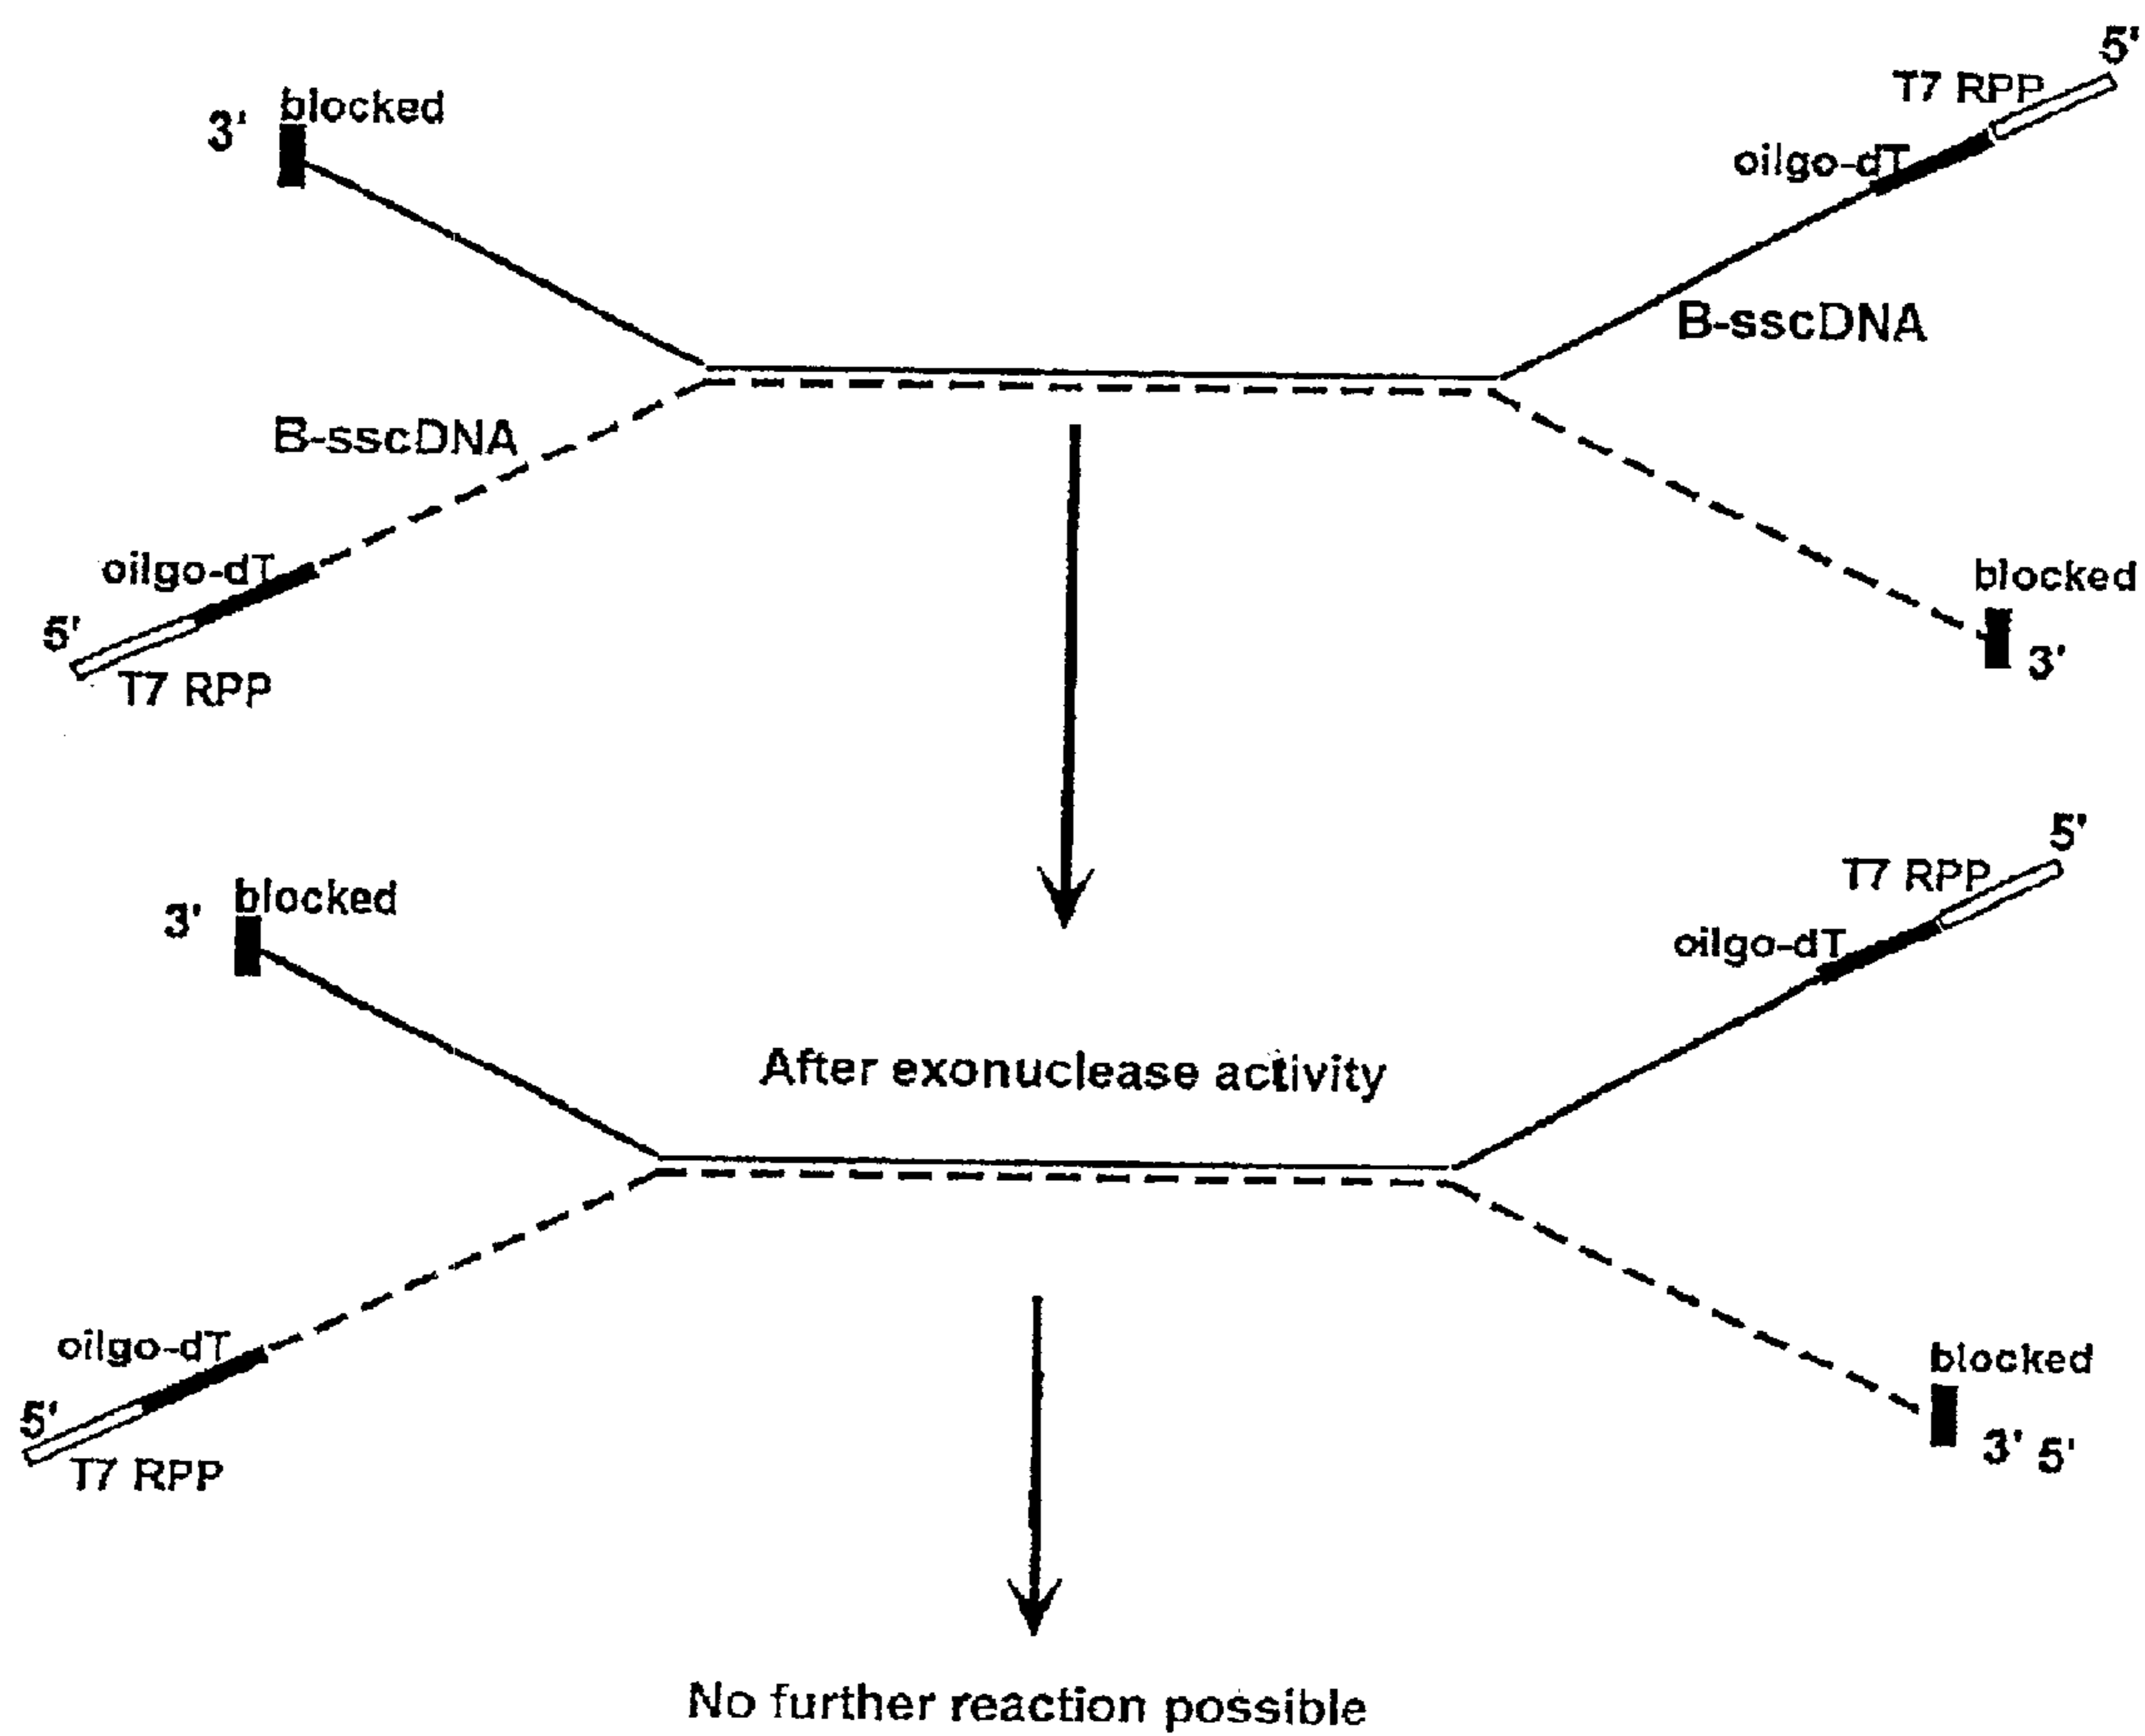 5'
T7 RPP
blocked
3'
oilgo-dT
B-sscDNA
B-sscDNA
oilgo-dT
5'
T7 RPP
blocked
3'
5'
T7 RPP
blocked
3'
oilgo-dT
After exonuclease activity
oilgo-dT
5'
T7 RPP
blocked
3' 5'
No further reaction possible